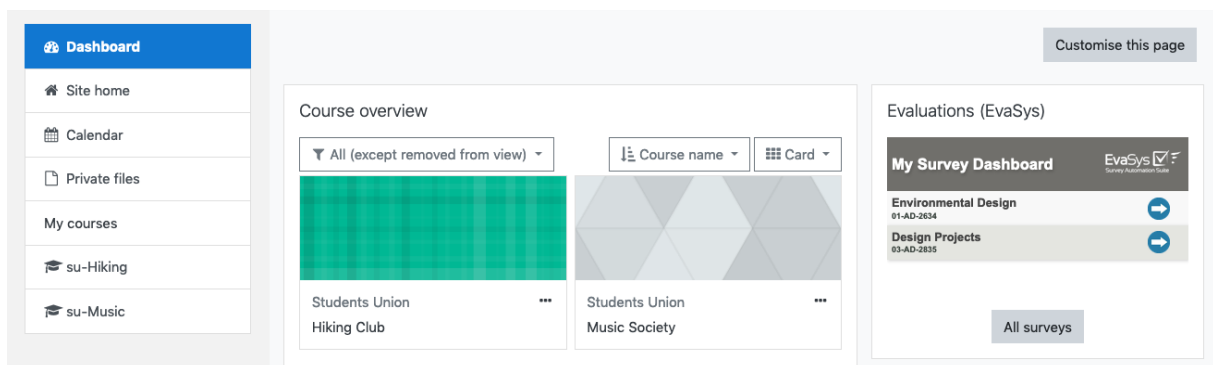 Dashboard
Site home
Calendar
Private files
My courses
su-Hiking
su-Music
Customise this page
Course overview
All (except removed from view)
Course name
Card
Students Union
Hiking Club
Students Union
Music Society
Evaluations (EvaSys)
My Survey Dashboard
EvaSys
Survey Automation Suite
Environmental Design
01-AD-2634
Design Projects
03-AD-2835
All surveys